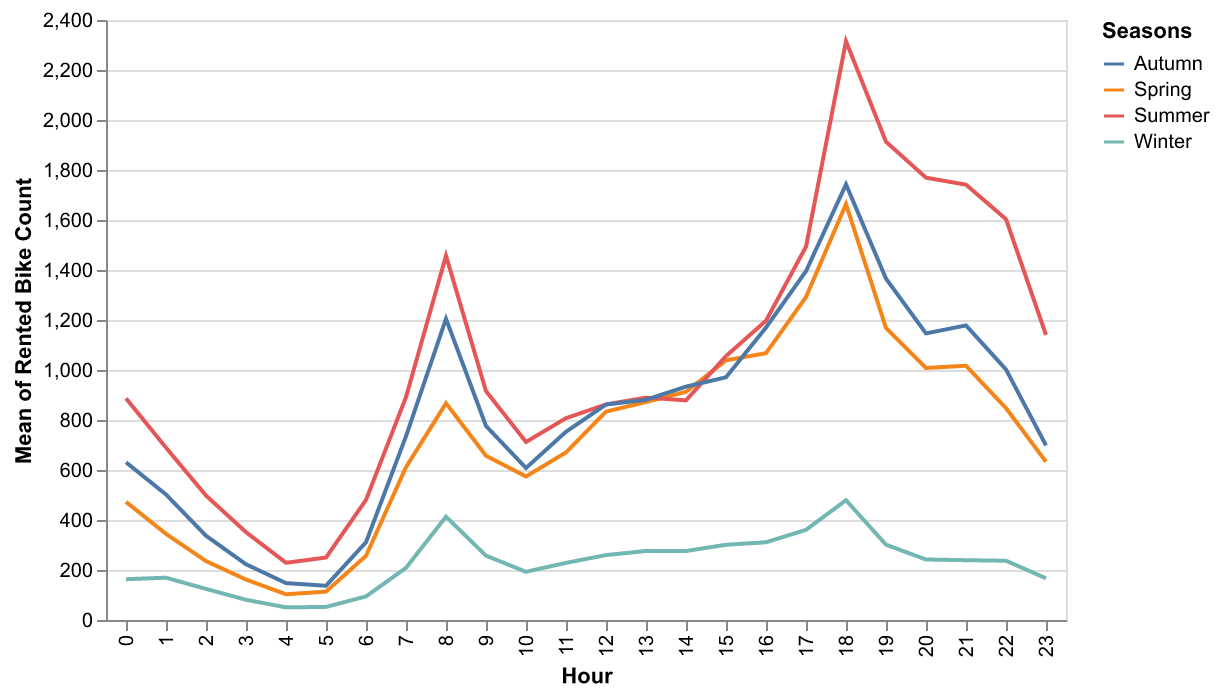 2,400
2,200
2,000
1,800
1,600
1,400
1,200
1,000
800
600
400
200
0
Mean of Rented Bike Count
0 1 2 3 4 5 6 7 8 9 10 11 12 13 14 15 16 17 18 19 20 21 22 23
Hour
Seasons
Autumn
Spring
Summer
Winter